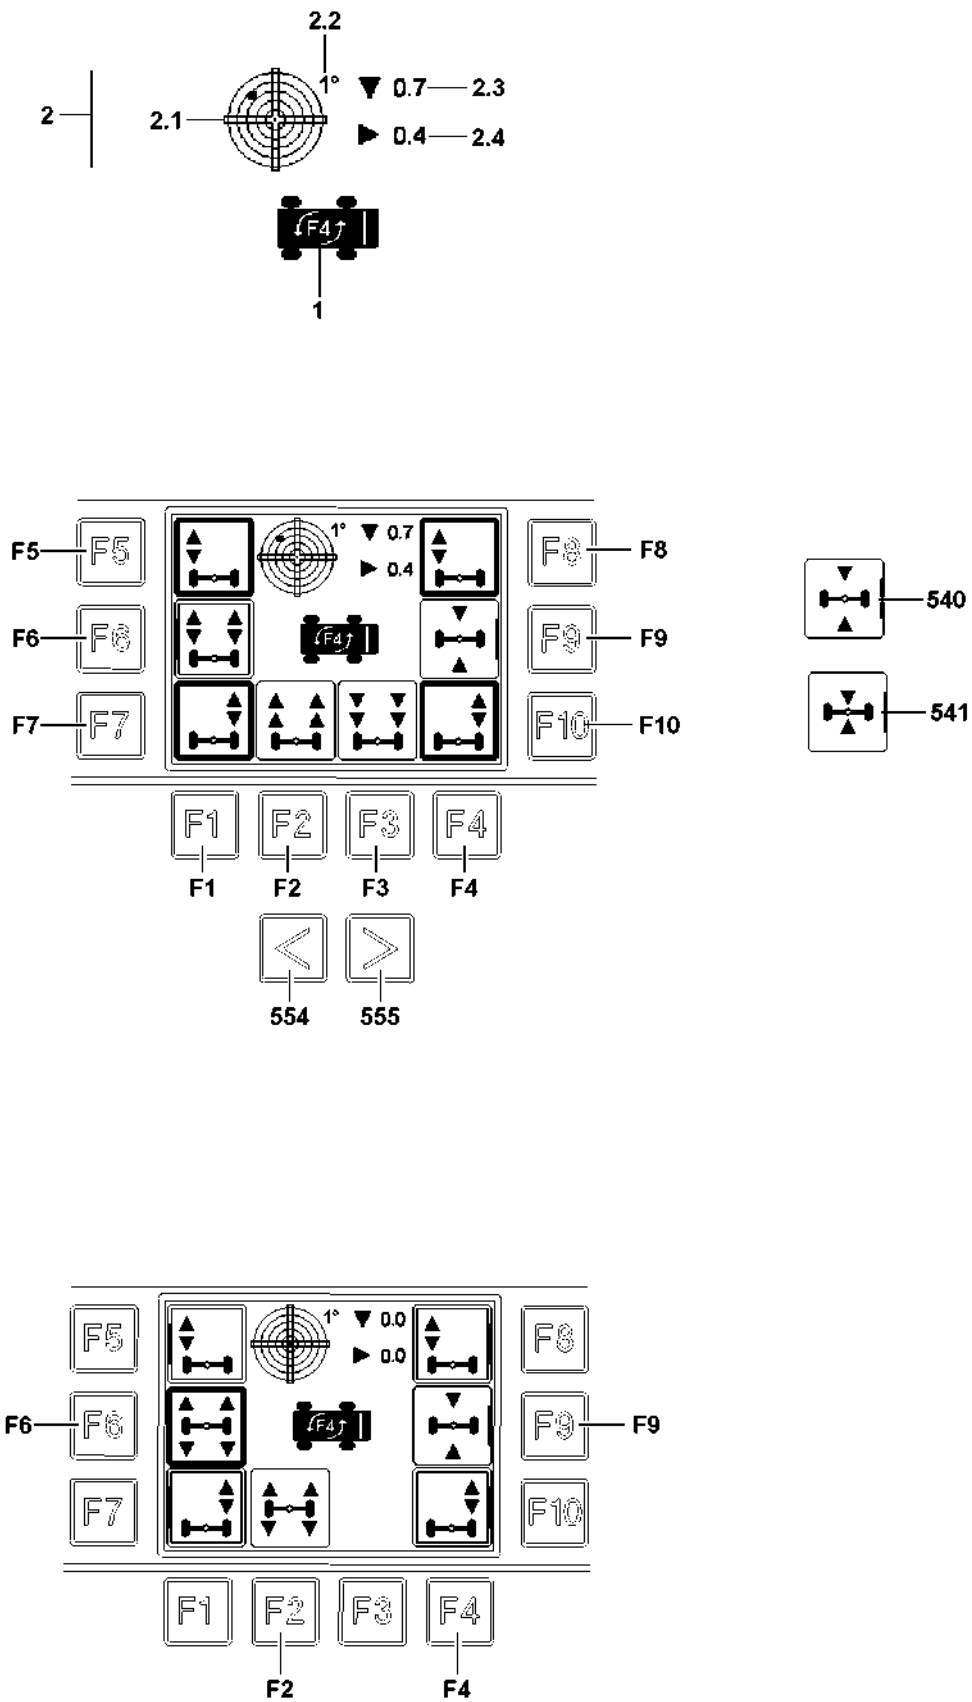 2.2
1° 0.7 2.3
2 2.1
0.4 2.4
F4
1
F5 F5 1° 0.7 F8 F8
0.4
540
F6 F6 F4 F9 F9
F7 F7 F10 F10
541
F1 F2 F3 F4
F1 F2 F3 F4
< >
554 555
F5 1° 0.0 F8
0.0
F6 F6 F4 F9 F9
F7 F10
F1 F2 F3 F4
F2 F4